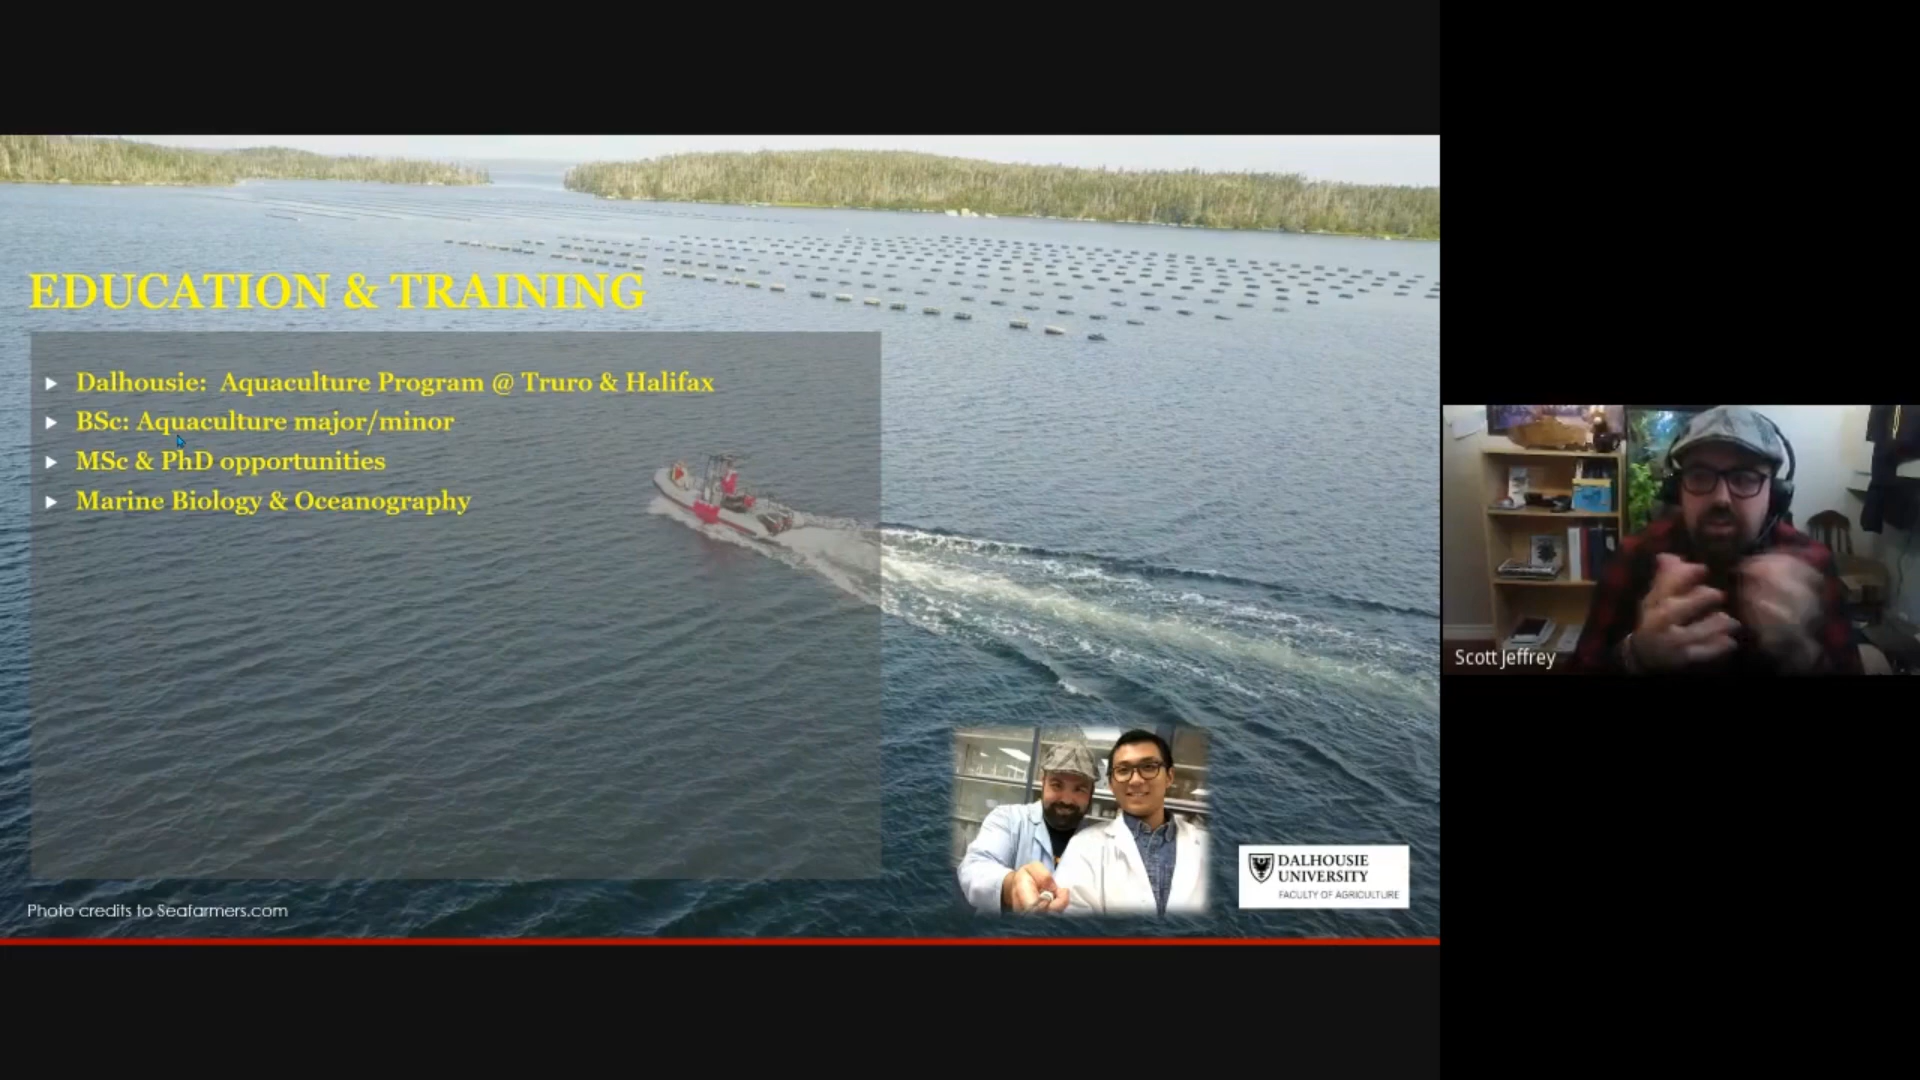 EDUCATION & TRAINING
Dalhousie: Aquaculture Program @ Truro & Halifax
BSc: Aquaculture major/minor
MSc & PhD opportunities
Marine Biology & Oceanography
Scott Jeffrey
DALHOUSIE
UNIVERSITY
FACULTY OF AGRICULTURE
Photo credits to Seafarmers.com